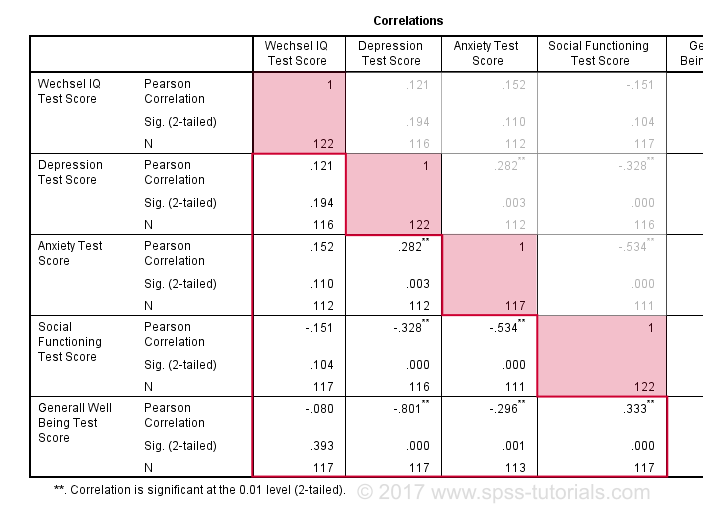 Correlations
Wechsel IQ Test Score Depression Test Score Anxiety Test Score Social Functioning Test Score Ge Bein
Wechsel IQ Test Score Pearson Correlation 1 .121 .152 -.151
Sig. (2-tailed) .194 .110 .104
N 122 116 112 117
Depression Test Score Pearson Correlation .121 1 .282** -.328**
Sig. (2-tailed) .194 .003 .000
N 116 122 112 116
Anxiety Test Score Pearson Correlation .152 .282** 1 -.534**
Sig. (2-tailed) .110 .003 .000
N 112 112 117 111
Social Functioning Test Score Pearson Correlation -.151 -.328** -.534** 1
Sig. (2-tailed) .104 .000 .000
N 117 116 111 122
Generall Well Being Test Score Pearson Correlation -.080 -.801** -.296** .333**
Sig. (2-tailed) .393 .000 .001 .000
N 117 117 113 117
**. Correlation is significant at the 0.01 level (2-tailed). © 2017 www.spss-tutorials.com